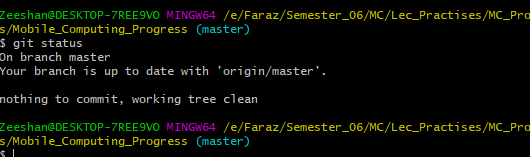 Zeeshan@DESKTOP-7REE9VO MINGW64 /e/Faraz/Semester_06/MC/Lec_Practises/MC_Pro
s/Mobile_Computing_Progress (master)
$ git status
On branch master
Your branch is up to date with 'origin/master'.

nothing to commit, working tree clean

Zeeshan@DESKTOP-7REE9VO MINGW64 /e/Faraz/Semester_06/MC/Lec_Practises/MC_Pro
s/Mobile_Computing_Progress (master)
$